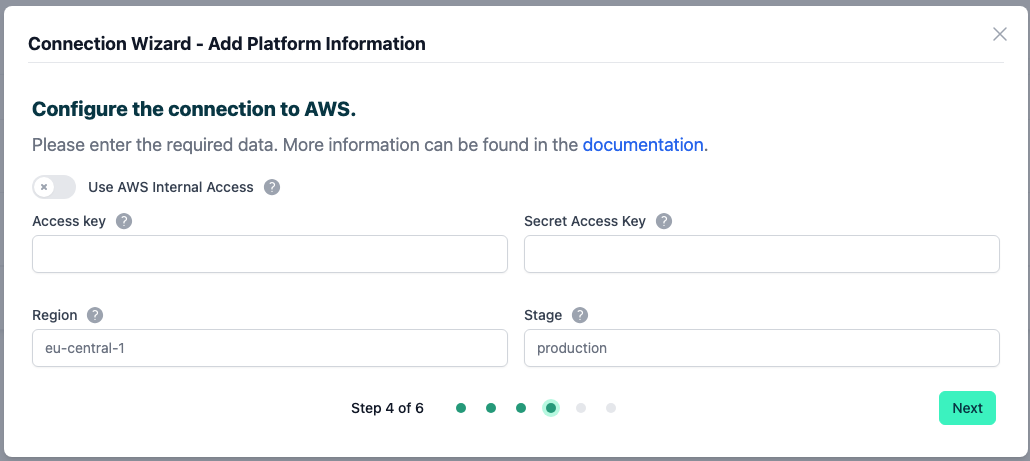 Connection Wizard - Add Platform Information
Configure the connection to AWS.
Please enter the required data. More information can be found in the documentation.
Use AWS Internal Access ?
Access key ?
Secret Access Key ?
Region ?
Stage ?
eu-central-1
production
Step 4 of 6
Next